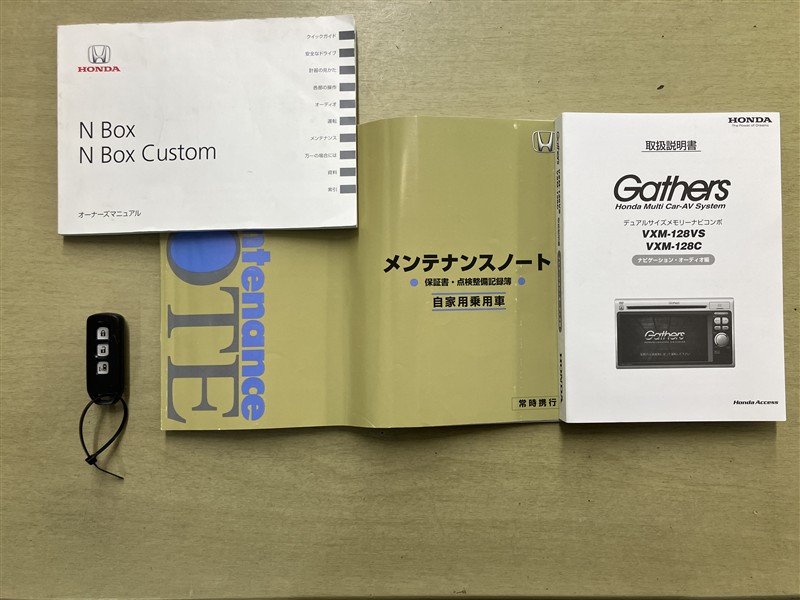 HONDA
N Box
N Box Custom
オーナーズマニュアル
クイックガイド
安全なドライブ
計器の見かた
各部の操作
オーディオ
運転
メンテナンス
万一の場合には
資料
索引
intenance
OTE
メンテナンスノート
保証書・点検整備記録簿
自家用乗用車
常時携行
Gathers
HONDA
HONDA
The Power of Dreams
取扱説明書
Gathers
Honda Multi Car-AV System
デュアルサイズメモリーナビコンポ
VXM-128VS
VXM-128C
ナビゲーション・オーディオ編
Gathers
Honda Access